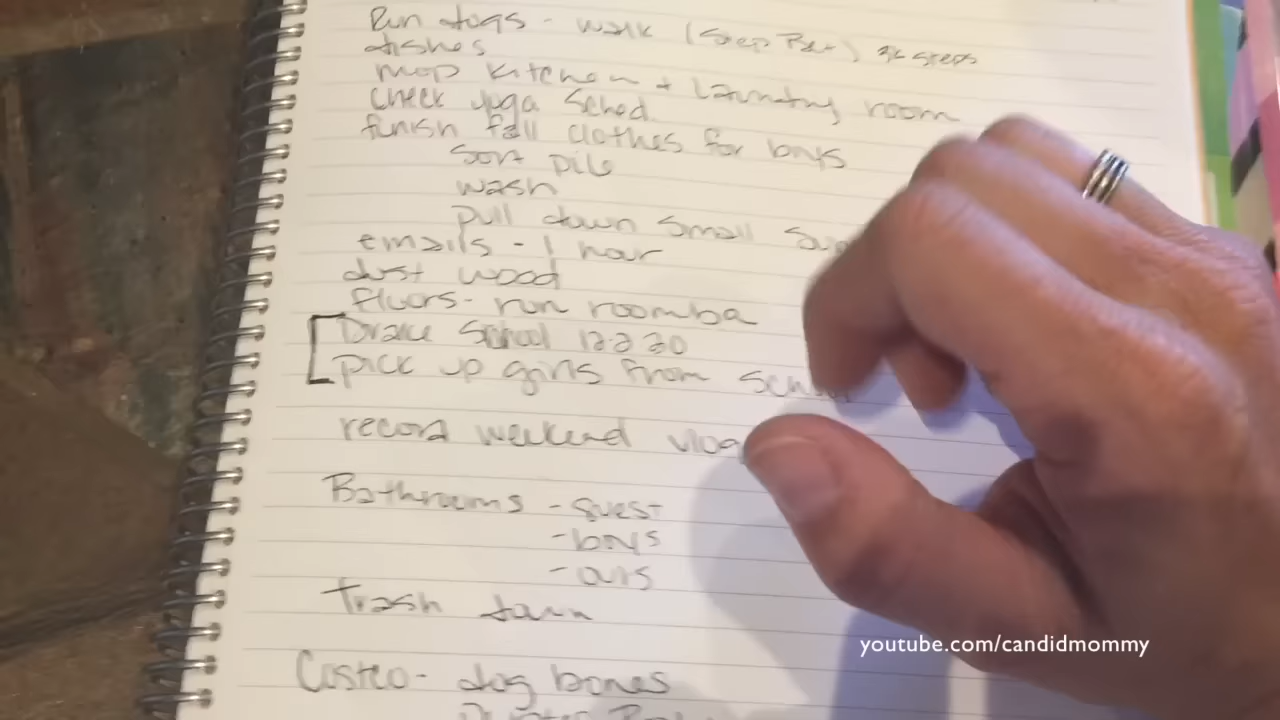 Run dogs - walk (Step Bet) 9k steps
dishes
mop kitchen + laundry room
check yoga sched
finish fall clothes for boys
sort pile
wash
pull down small
emails - 1 hour
dust wood
floors - run roomba
Drake School 12-2:30
pick up girls from
record weekend vlog
Bathrooms - guest
- boys
- ours
Trash down
Costco - dog bones
youtube.com/candidmommy